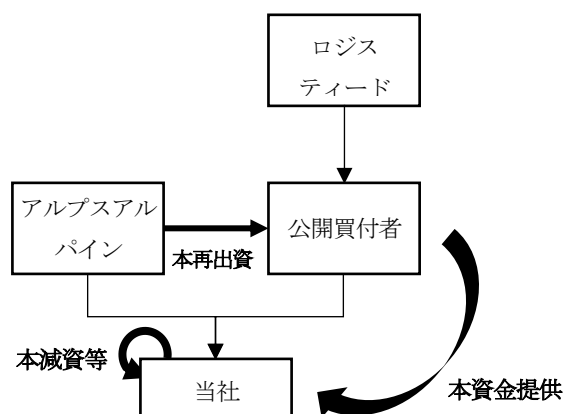 ロジス
ティード
アルプスアル
パイン
公開買付者
本再出資
本減資等
当社
本資金提供